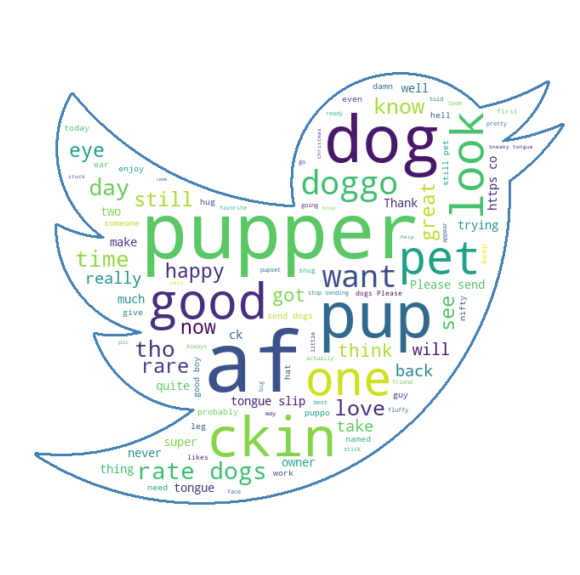 damn
well
even
told
Seem
first
know
hell
pretty
ready
today
dog
look
Sneaky tongue
eye
ear
Christmas
still pet
https co
enjoy
go
doggo
day
stuck
still
hug
favorite
Thank
great
trying
two
someone
going
pupper
appear
make
time
help
pet
keep
happy
want
Please send
really
pupset
snug
stop sending
dogs Please
see
nifty
much
give
good
got
pup
now
send dogs
little
af
ck
tho
pic
Always
think
will
rare
good boy
actually
back
hat
one
friend
quite
big
tongue slip
best
fluffy
guy
probably
puppo
love
leg
way
ckin
take
named
super
stick
never
likes
owner
thing
rate dogs
work
need
tongue
face